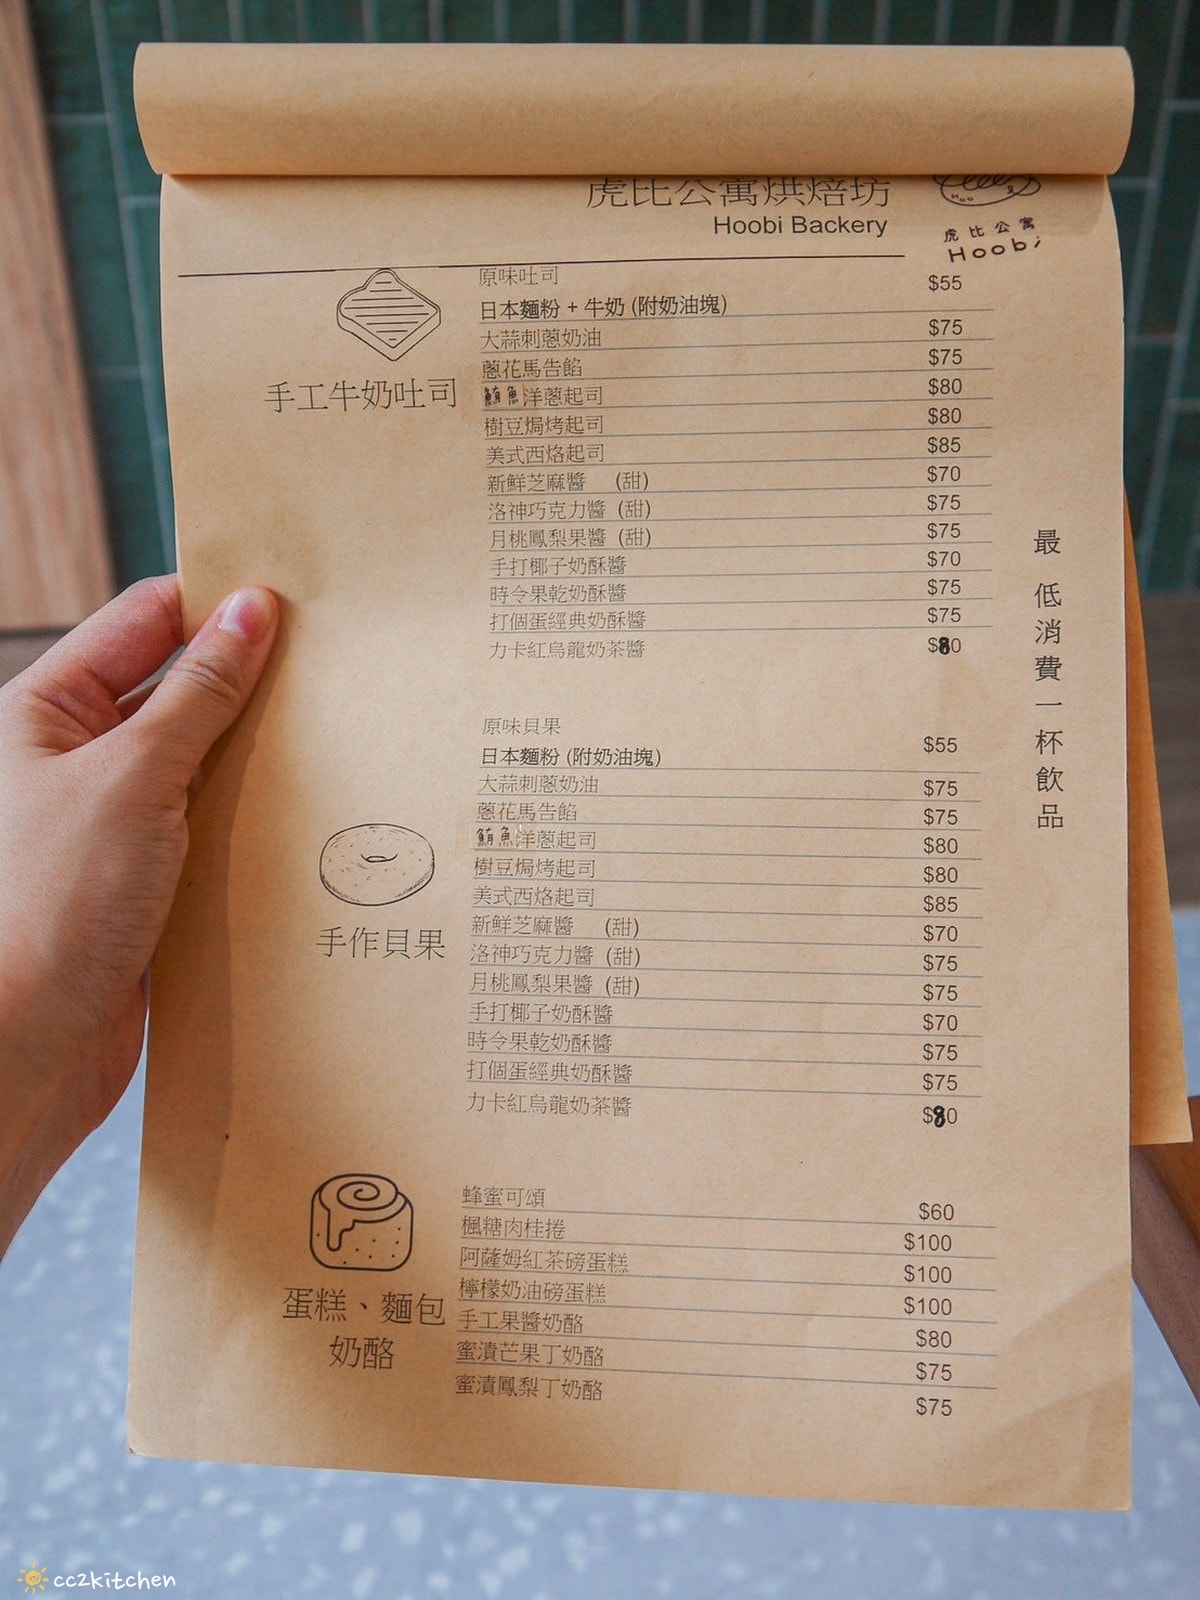 虎比公寓烘焙坊
Hoobi Backery
Hoo
虎比公寓
Hoobi
手工牛奶吐司
原味吐司 $55
日本麵粉 + 牛奶 (附奶油塊)
大蒜刺蔥奶油 $75
蔥花馬告餡 $75
鮪魚洋蔥起司 $80
樹豆焗烤起司 $80
美式西烙起司 $85
新鮮芝麻醬 (甜) $70
洛神巧克力醬 (甜) $75
月桃鳳梨果醬 (甜) $75
手打椰子奶酥醬 $70
時令果乾奶酥醬 $75
打個蛋經典奶酥醬 $75
力卡紅烏龍奶茶醬 $80
最低消費一杯飲品
手作貝果
原味貝果 $55
日本麵粉 (附奶油塊)
大蒜刺蔥奶油 $75
蔥花馬告餡 $75
鮪魚洋蔥起司 $80
樹豆焗烤起司 $80
美式西烙起司 $85
新鮮芝麻醬 (甜) $70
洛神巧克力醬 (甜) $75
月桃鳳梨果醬 (甜) $75
手打椰子奶酥醬 $70
時令果乾奶酥醬 $75
打個蛋經典奶酥醬 $75
力卡紅烏龍奶茶醬 $80
蛋糕、麵包
奶酪
蜂蜜可頌 $60
楓糖肉桂捲 $100
阿薩姆紅茶磅蛋糕 $100
檸檬奶油磅蛋糕 $100
手工果醬奶酪 $80
蜜漬芒果丁奶酪 $75
蜜漬鳳梨丁奶酪 $75
cc2kitchen